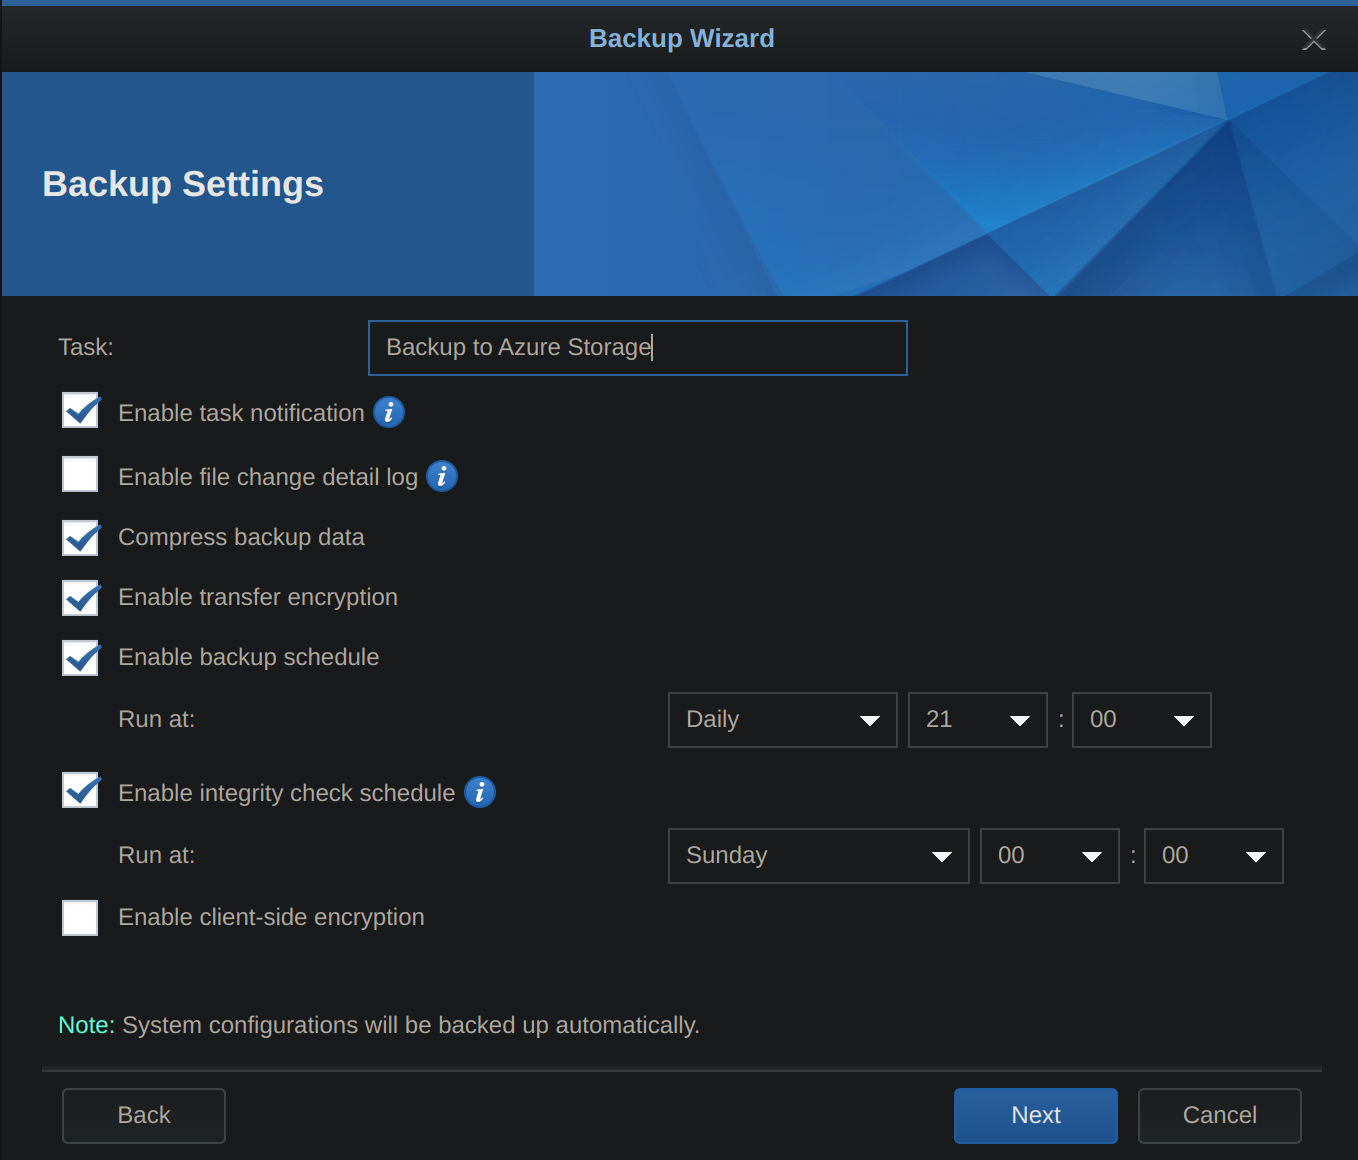 Backup Wizard
Backup Settings
Task: Backup to Azure Storage
Enable task notification i
Enable file change detail log i
Compress backup data
Enable transfer encryption
Enable backup schedule
Run at: Daily 21 : 00
Enable integrity check schedule i
Run at: Sunday 00 : 00
Enable client-side encryption
Note: System configurations will be backed up automatically.
Back Next Cancel